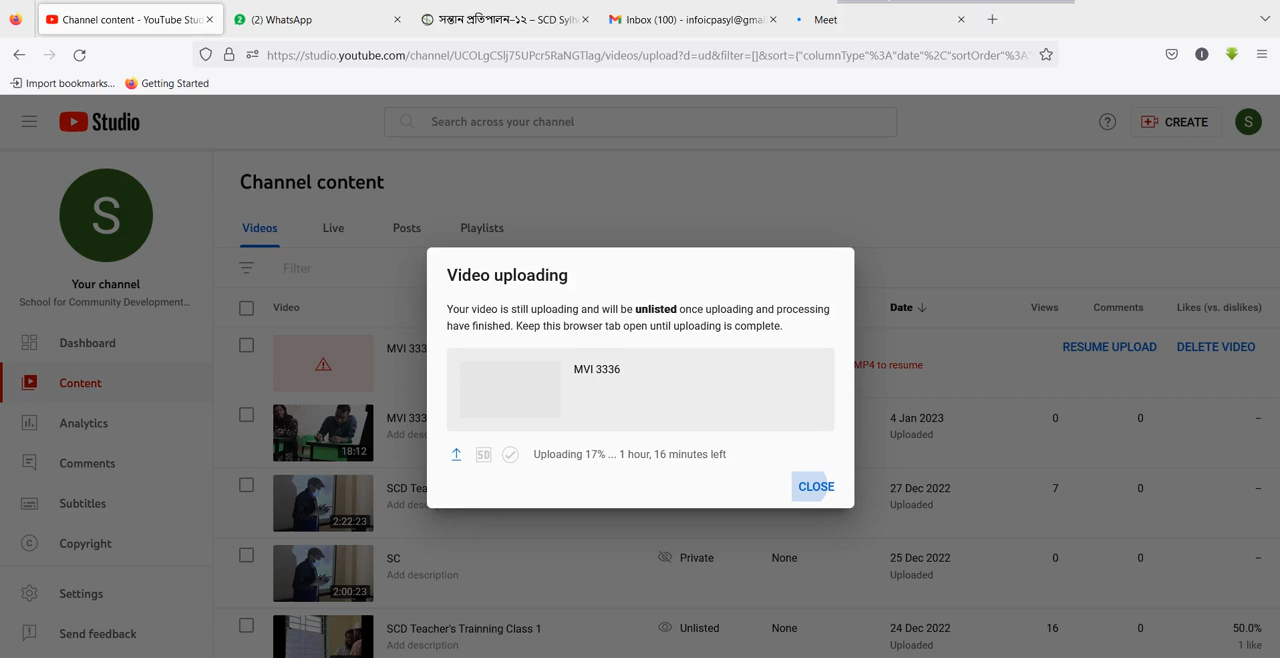 Channel content - YouTube Stud
(2) WhatsApp
সন্তান প্রতিপালন–১২ – SCD Sylh
Inbox (100) - infoicpasyl@gmai
Meet
https://studio.youtube.com/channel/UCOLgCSlj75UPcr5RaNGTlag/videos/upload?d=ud&filter=[]&sort={"columnType"%3A"date"%2C"sortOrder"%3A"
Import bookmarks...
Getting Started
Studio
Search across your channel
CREATE
S
S
Your channel
School for Community Development...
Dashboard
Content
Analytics
Comments
Subtitles
Copyright
Settings
Send feedback
Channel content
Videos Live Posts Playlists
Filter
Video Date Views Comments Likes (vs. dislikes)
MVI 333
MP4 to resume
RESUME UPLOAD DELETE VIDEO
18:12
MVI 333
Add desc
4 Jan 2023
Uploaded
0 0 –
2:22:23
SCD Tea
Add desc
27 Dec 2022
Uploaded
7 0 –
2:00:23
SC
Add description
Private None
25 Dec 2022
Uploaded
0 0 –
SCD Teacher's Trainning Class 1
Add description
Unlisted None
24 Dec 2022
Uploaded
16 0 50.0%
1 like
Video uploading
Your video is still uploading and will be unlisted once uploading and processing
have finished. Keep this browser tab open until uploading is complete.
MVI 3336
SD
Uploading 17% ... 1 hour, 16 minutes left
CLOSE